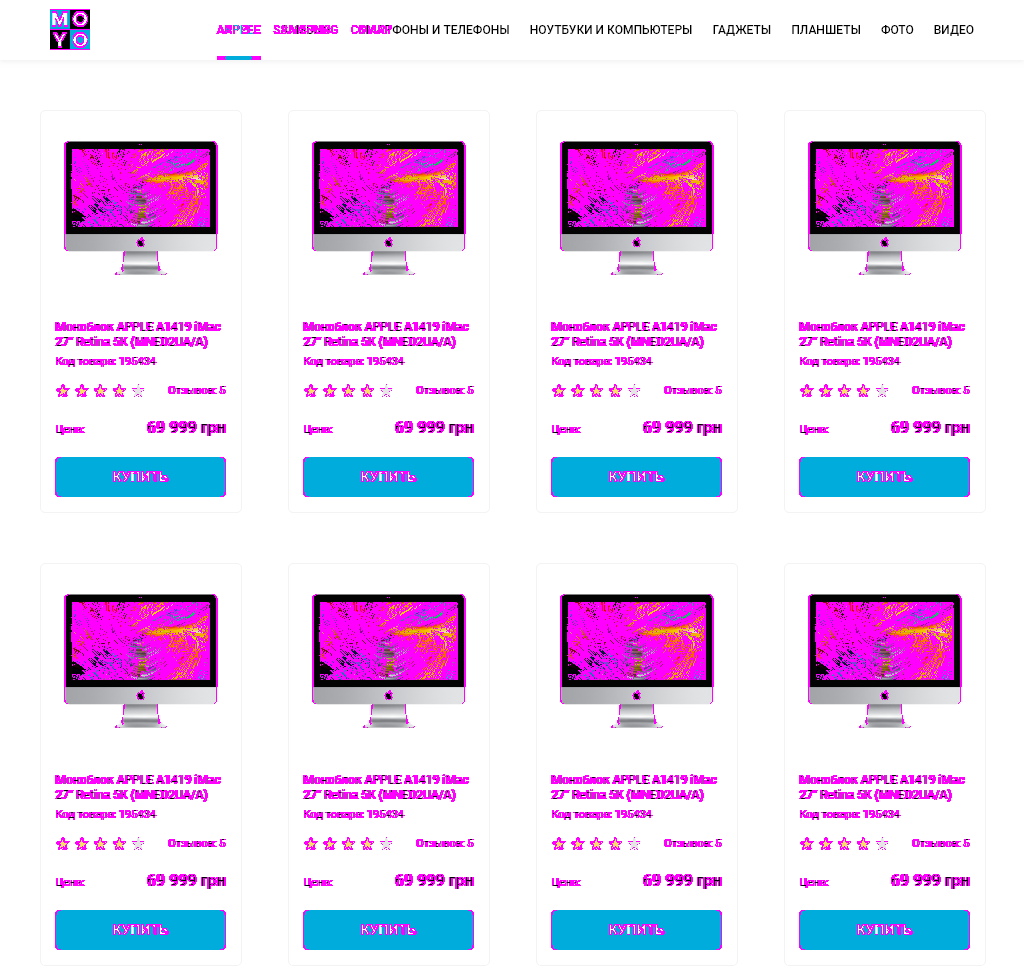 MOYO
APPLE SAMSUNG СМАРТФОНЫ И ТЕЛЕФОНЫ НОУТБУКИ И КОМПЬЮТЕРЫ ГАДЖЕТЫ ПЛАНШЕТЫ ФОТО ВИДЕО
Моноблок APPLE A1419 iMac
27" Retina 5K (MNED2UA/A)
Код товара: 195434
Отзывов: 5
Цена: 69 999 грн
КУПИТЬ
Моноблок APPLE A1419 iMac
27" Retina 5K (MNED2UA/A)
Код товара: 195434
Отзывов: 5
Цена: 69 999 грн
КУПИТЬ
Моноблок APPLE A1419 iMac
27" Retina 5K (MNED2UA/A)
Код товара: 195434
Отзывов: 5
Цена: 69 999 грн
КУПИТЬ
Моноблок APPLE A1419 iMac
27" Retina 5K (MNED2UA/A)
Код товара: 195434
Отзывов: 5
Цена: 69 999 грн
КУПИТЬ
Моноблок APPLE A1419 iMac
27" Retina 5K (MNED2UA/A)
Код товара: 195434
Отзывов: 5
Цена: 69 999 грн
КУПИТЬ
Моноблок APPLE A1419 iMac
27" Retina 5K (MNED2UA/A)
Код товара: 195434
Отзывов: 5
Цена: 69 999 грн
КУПИТЬ
Моноблок APPLE A1419 iMac
27" Retina 5K (MNED2UA/A)
Код товара: 195434
Отзывов: 5
Цена: 69 999 грн
КУПИТЬ
Моноблок APPLE A1419 iMac
27" Retina 5K (MNED2UA/A)
Код товара: 195434
Отзывов: 5
Цена: 69 999 грн
КУПИТЬ